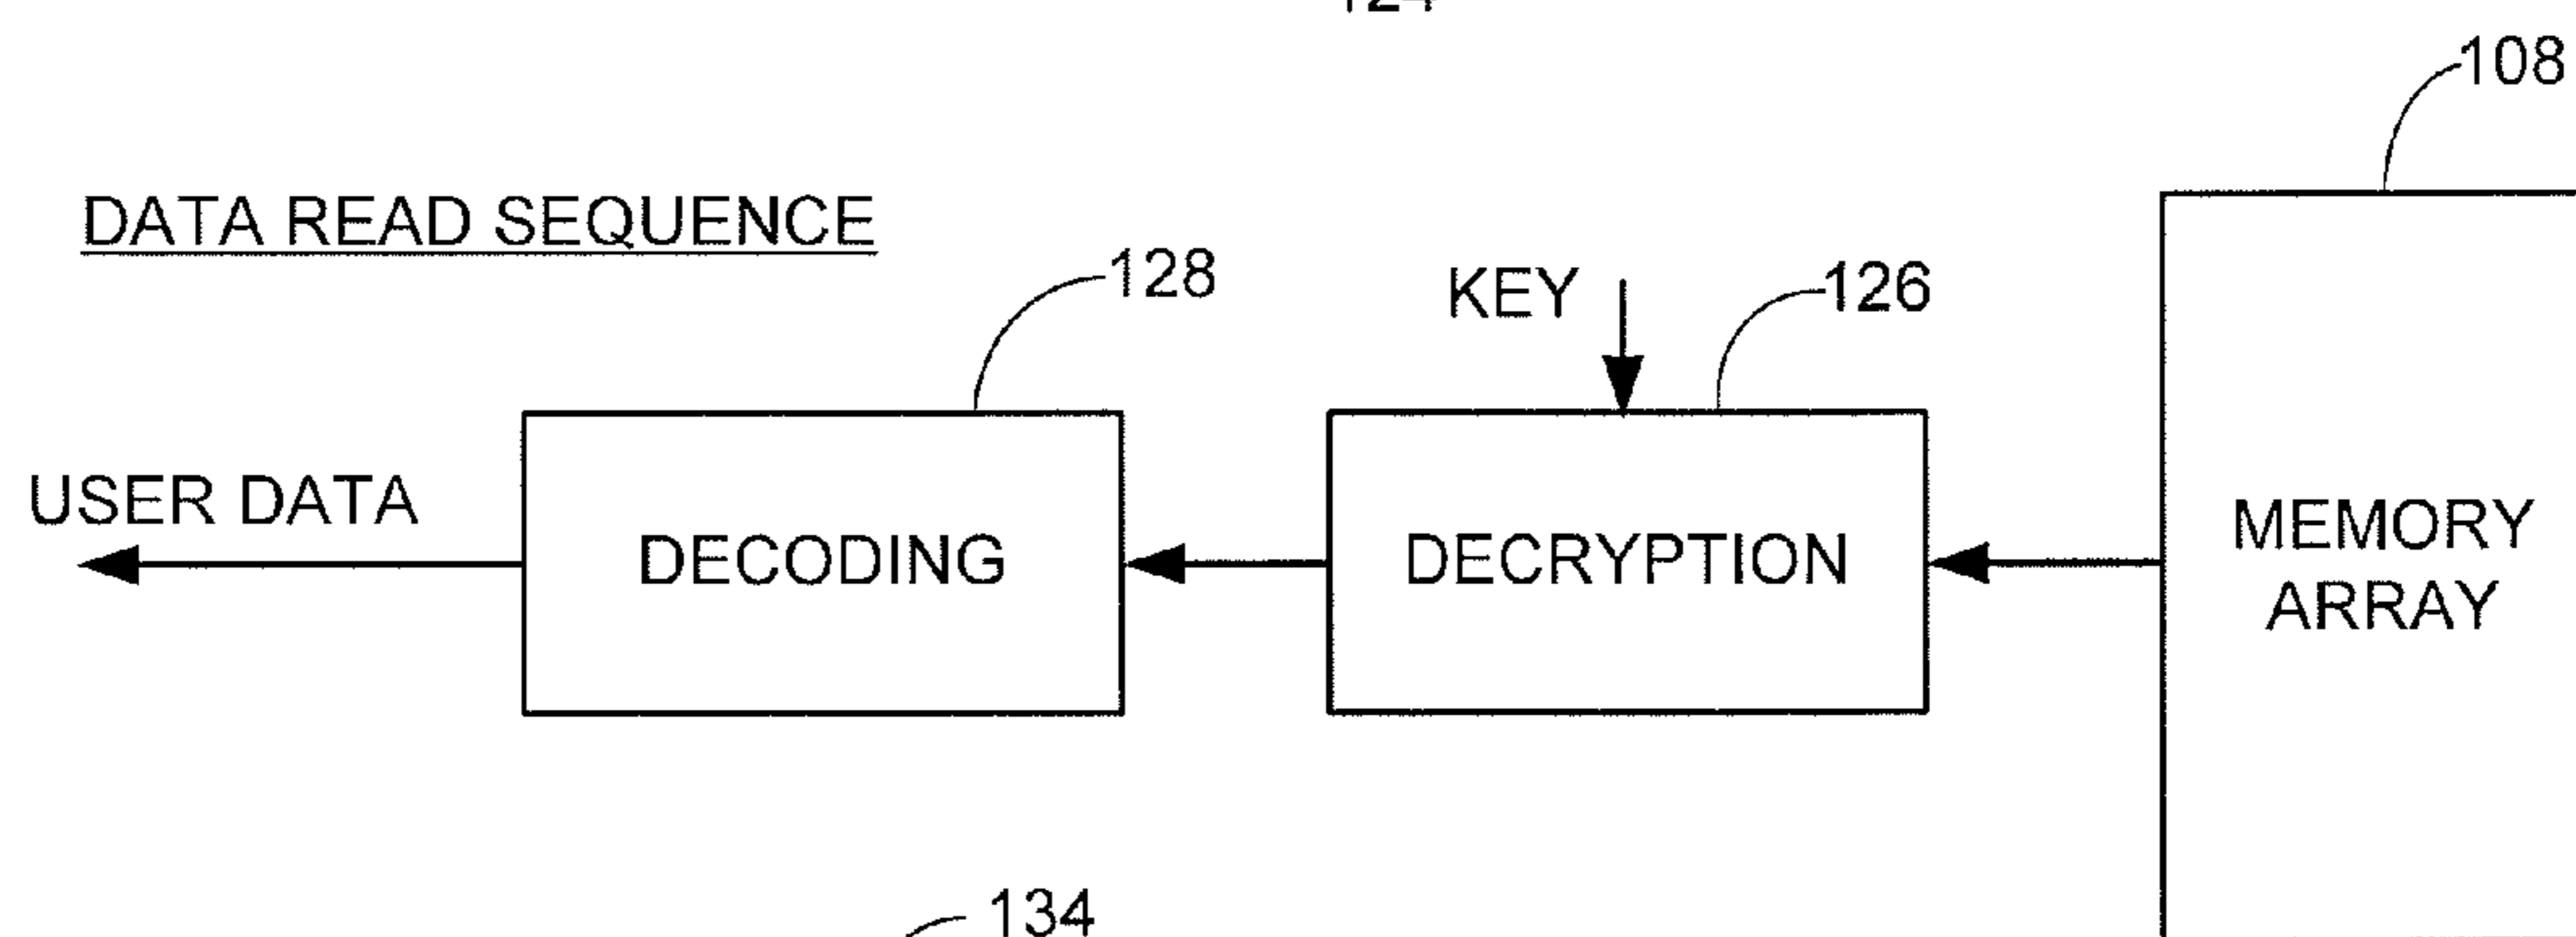 108
DATA READ SEQUENCE
128
KEY
126
USER DATA
DECODING
DECRYPTION
MEMORY
ARRAY
134